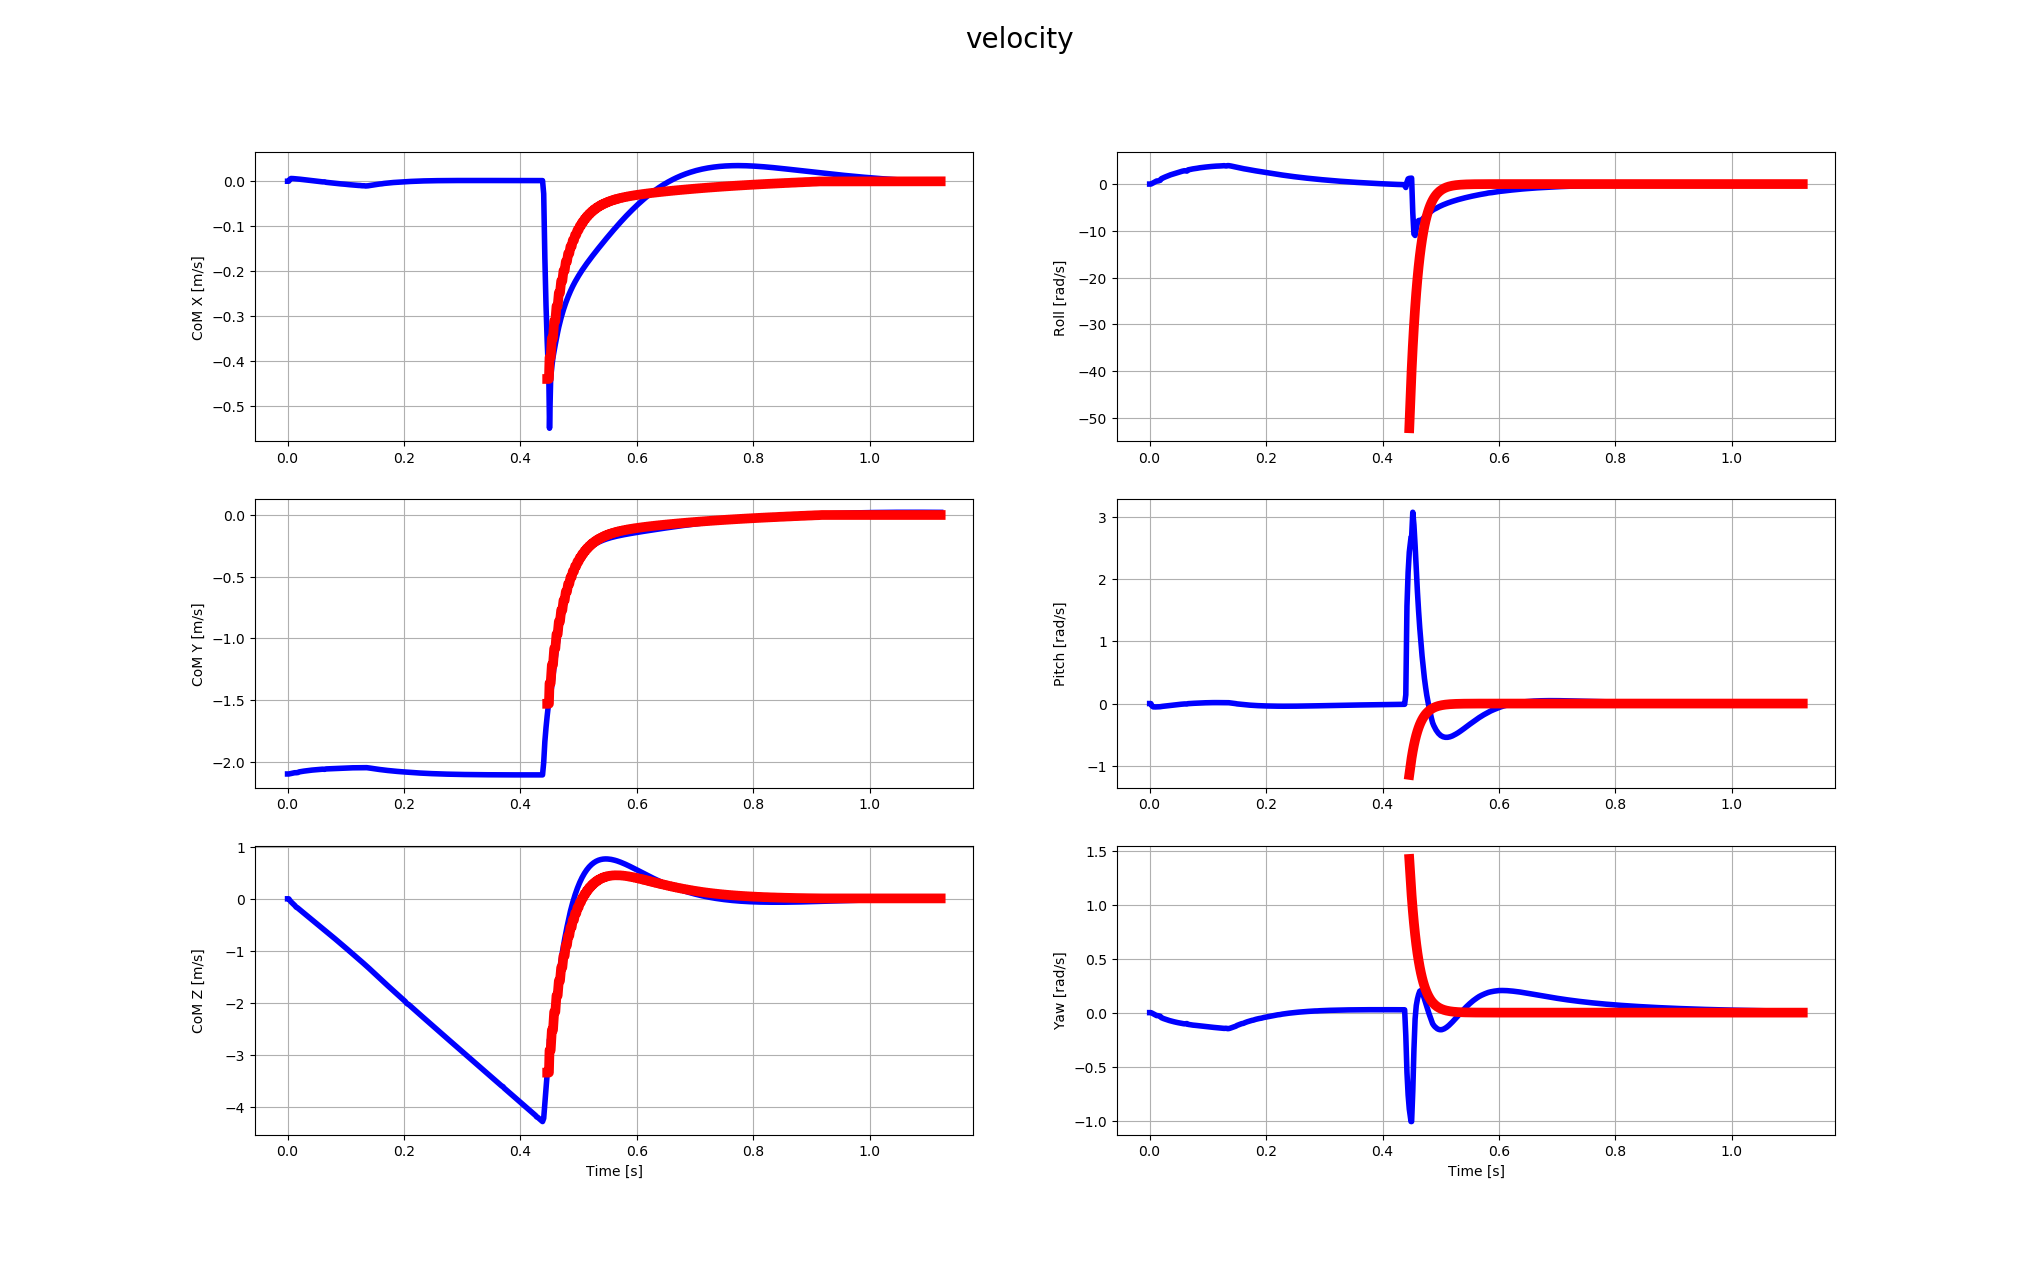 velocity
CoM X [m/s]
0.0
−0.1
−0.2
−0.3
−0.4
−0.5
0.0 0.2 0.4 0.6 0.8 1.0
Roll [rad/s]
0
−10
−20
−30
−40
−50
0.0 0.2 0.4 0.6 0.8 1.0
CoM Y [m/s]
0.0
−0.5
−1.0
−1.5
−2.0
0.0 0.2 0.4 0.6 0.8 1.0
Pitch [rad/s]
3
2
1
0
−1
0.0 0.2 0.4 0.6 0.8 1.0
CoM Z [m/s]
1
0
−1
−2
−3
−4
0.0 0.2 0.4 0.6 0.8 1.0
Time [s]
Yaw [rad/s]
1.5
1.0
0.5
0.0
−0.5
−1.0
0.0 0.2 0.4 0.6 0.8 1.0
Time [s]